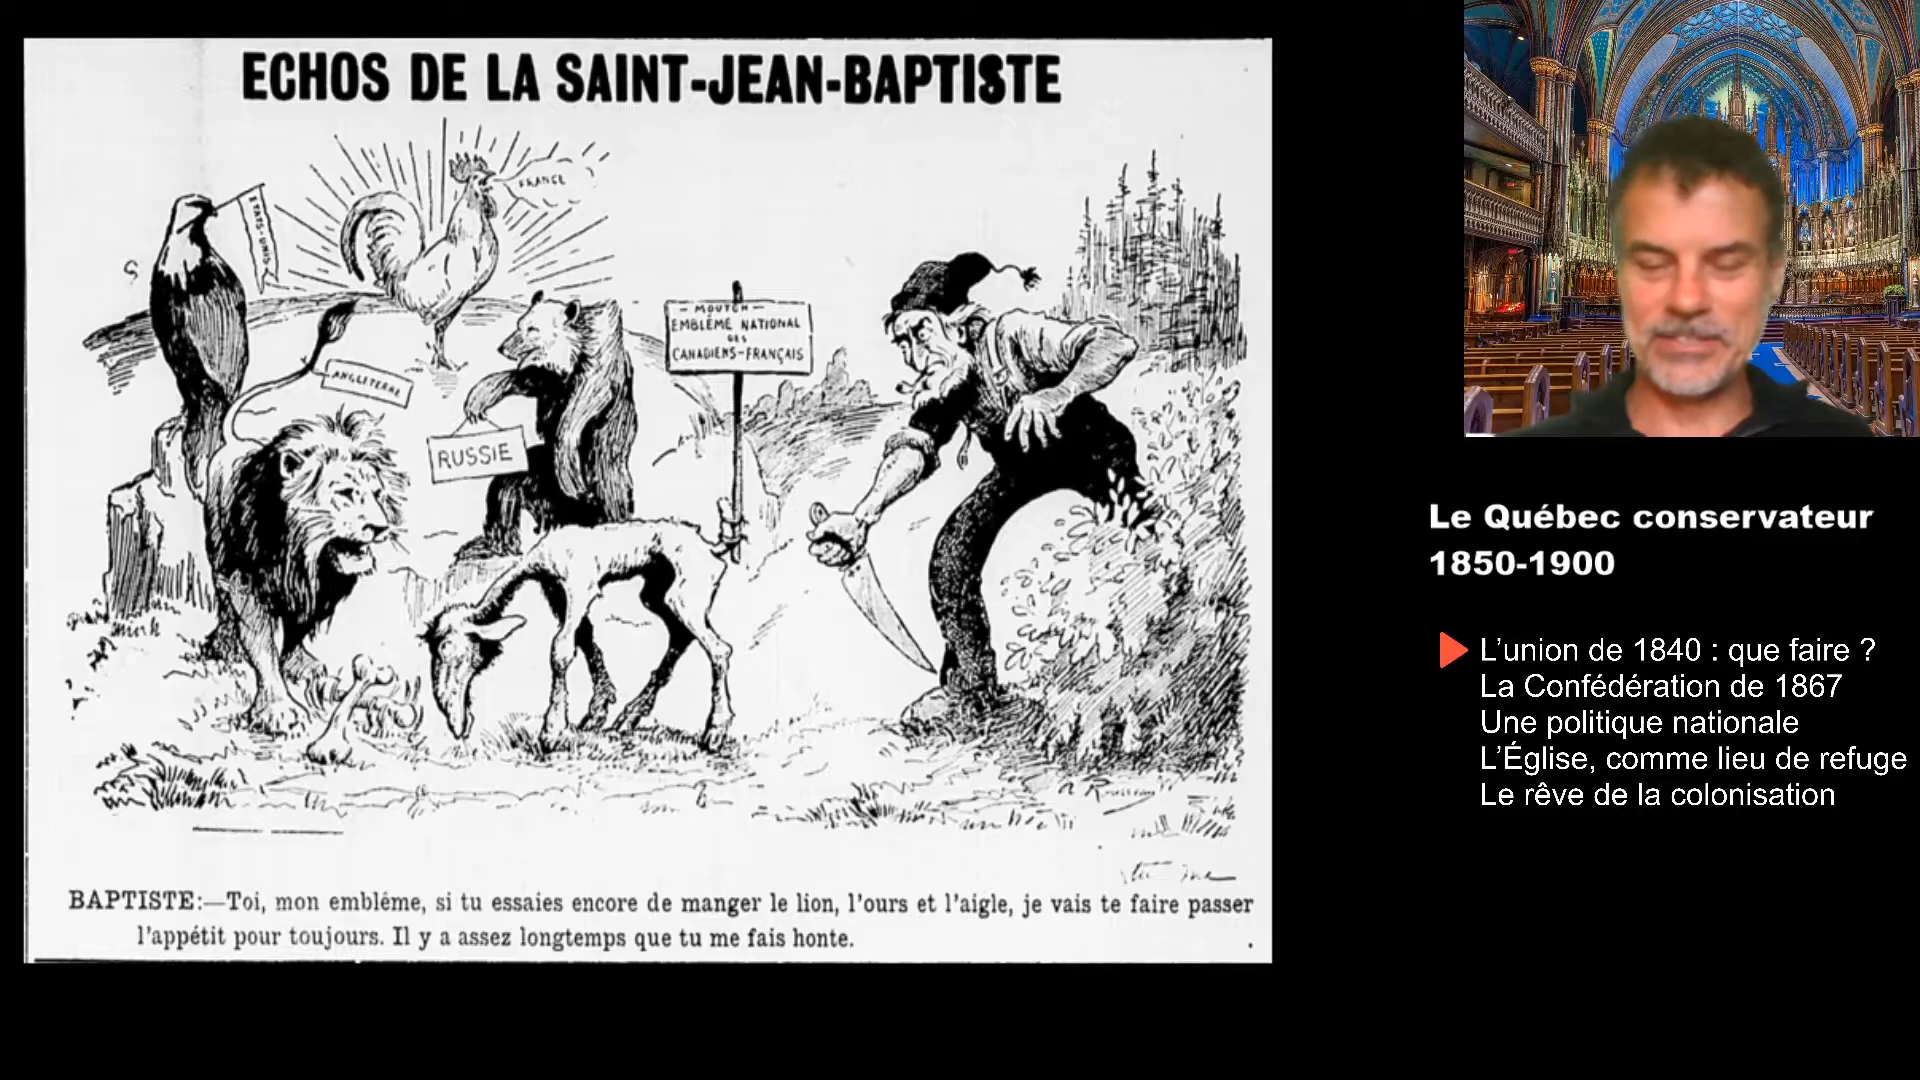 ECHOS DE LA SAINT-JEAN-BAPTISTE
ETATS-UNIS
FRANCE
ANGLETERRE
RUSSIE
— MOUTON —
EMBLÉME NATIONAL
DES
CANADIENS-FRANÇAIS
BAPTISTE:—Toi, mon emblême, si tu essaies encore de manger le lion, l'ours et l'aigle, je vais te faire passer
l'appétit pour toujours. Il y a assez longtemps que tu me fais honte.
Le Québec conservateur
1850-1900
L'union de 1840 : que faire ?
La Confédération de 1867
Une politique nationale
L'Église, comme lieu de refuge
Le rêve de la colonisation